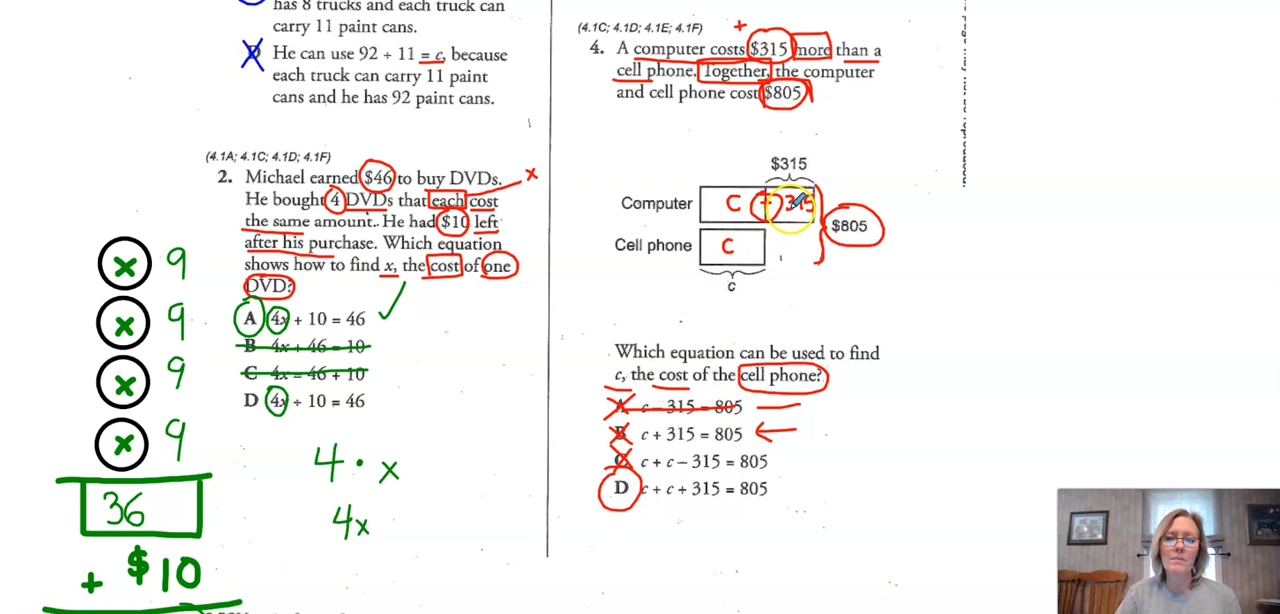 has 8 trucks and each truck can
carry 11 paint cans.
He can use 92 ÷ 11 = c, because
each truck can carry 11 paint
cans and he has 92 paint cans.
(4.1A; 4.1C; 4.1D; 4.1F)
2. Michael earned $46 to buy DVDs.
He bought 4 DVDs that each cost
the same amount. He had $10 left
after his purchase. Which equation
shows how to find x, the cost of one
DVD?
x
A 4x + 10 = 46
B 4x + 46 = 10
C 4x = 46 + 10
D 4x ÷ 10 = 46
x 9
x 9
x 9
x 9
36
+ $10
4 · x
4x
(4.1C; 4.1D; 4.1E; 4.1F)
+
4. A computer costs $315 more than a
cell phone. Together, the computer
and cell phone cost $805
$315
Computer C + 315
$805
Cell phone C
c
Which equation can be used to find
c, the cost of the cell phone?
A c − 315 = 805
B c + 315 = 805
C c + c − 315 = 805
D c + c + 315 = 805